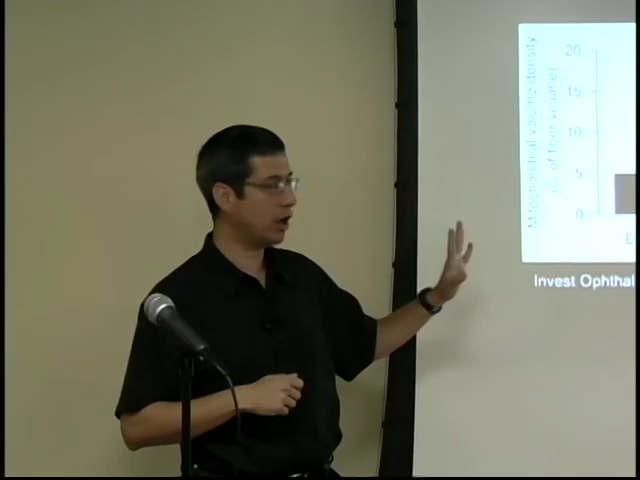 Mitochondrial volume density
(% of fiber volume)
20
15
10
5
0
E
Invest Ophthal